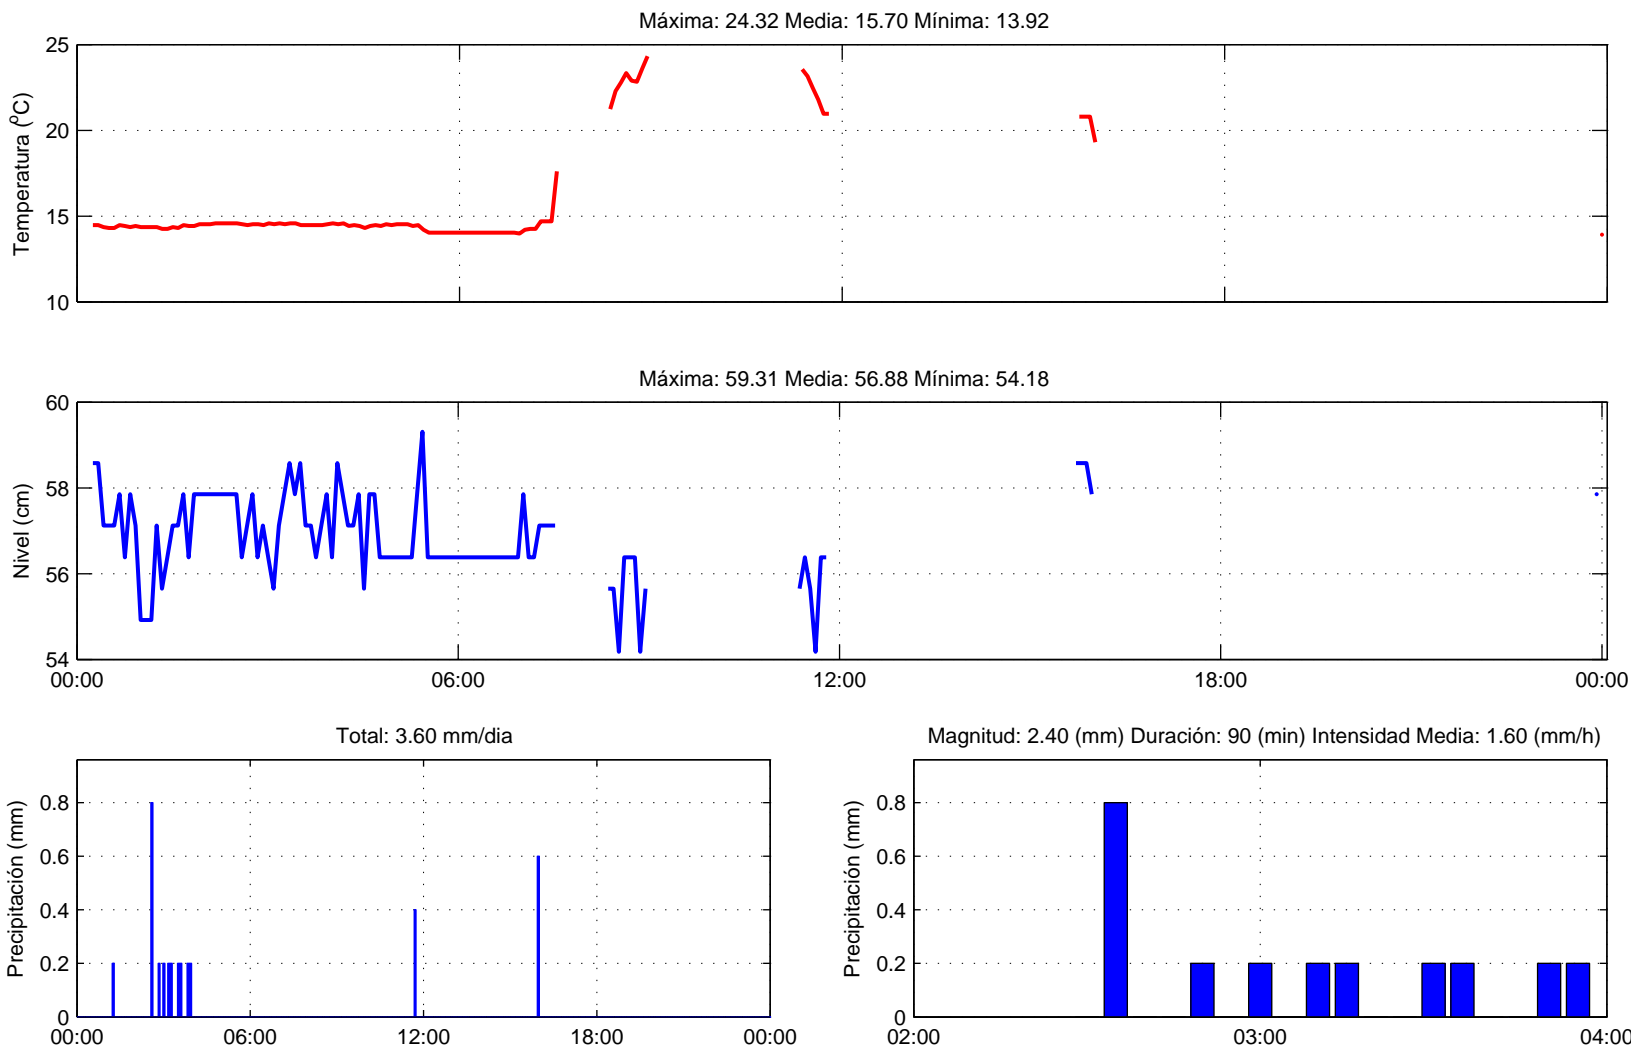 Máxima: 24.32 Media: 15.70 Mínima: 13.92
25
20
15
10
Temperatura (ºC)
Máxima: 59.31 Media: 56.88 Mínima: 54.18
60
58
56
54
Nivel (cm)
00:00 06:00 12:00 18:00 00:00
Total: 3.60 mm/dia
0.8
0.6
0.4
0.2
0
Precipitación (mm)
00:00 06:00 12:00 18:00 00:00
Magnitud: 2.40 (mm) Duración: 90 (min) Intensidad Media: 1.60 (mm/h)
0.8
0.6
0.4
0.2
0
Precipitación (mm)
02:00 03:00 04:00